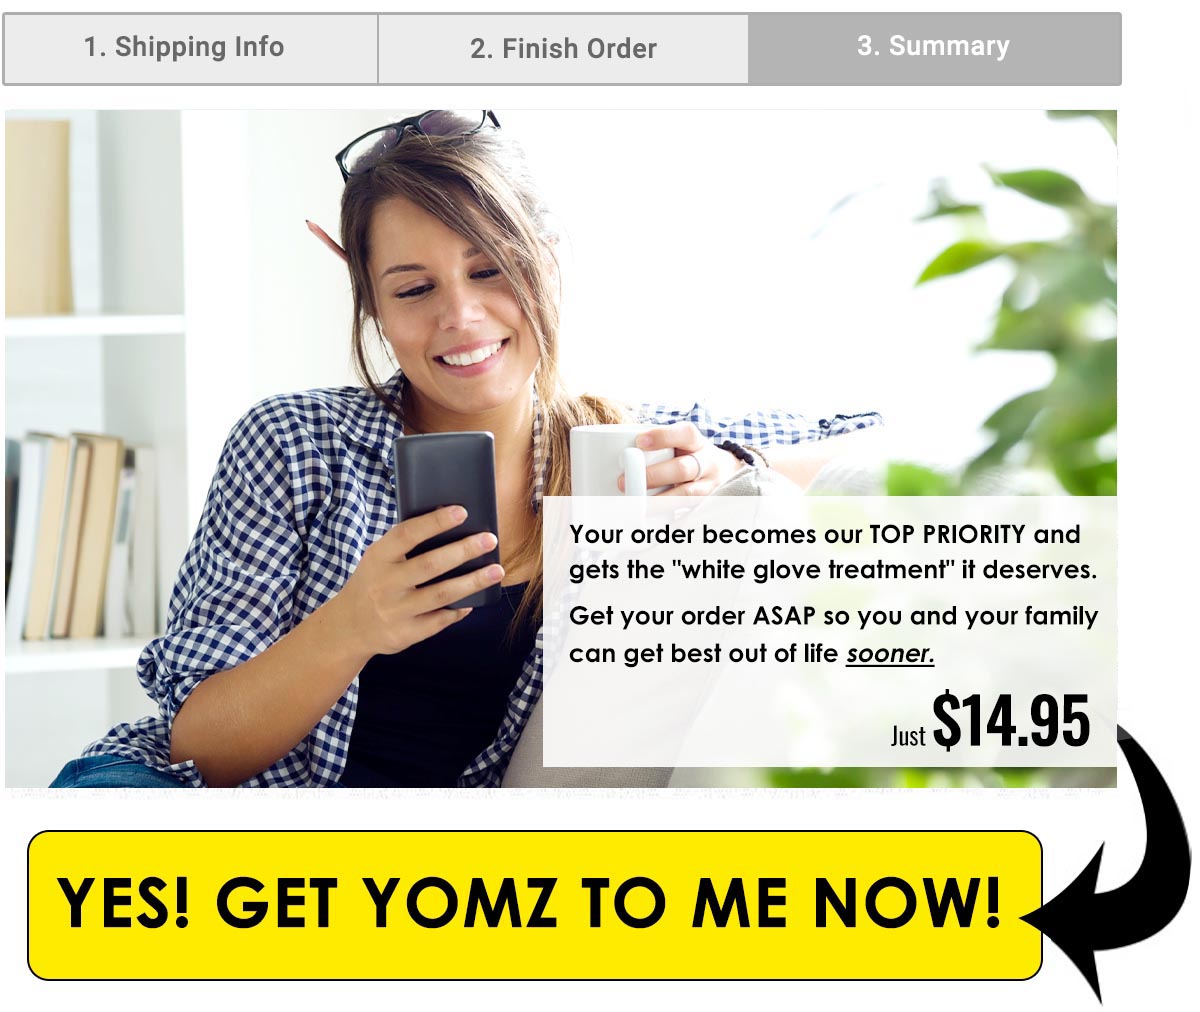 1. Shipping Info
2. Finish Order
3. Summary
Your order becomes our TOP PRIORITY and
gets the "white glove treatment" it deserves.
Get your order ASAP so you and your family
can get best out of life sooner.
Just $14.95
YES! GET YOMZ TO ME NOW!